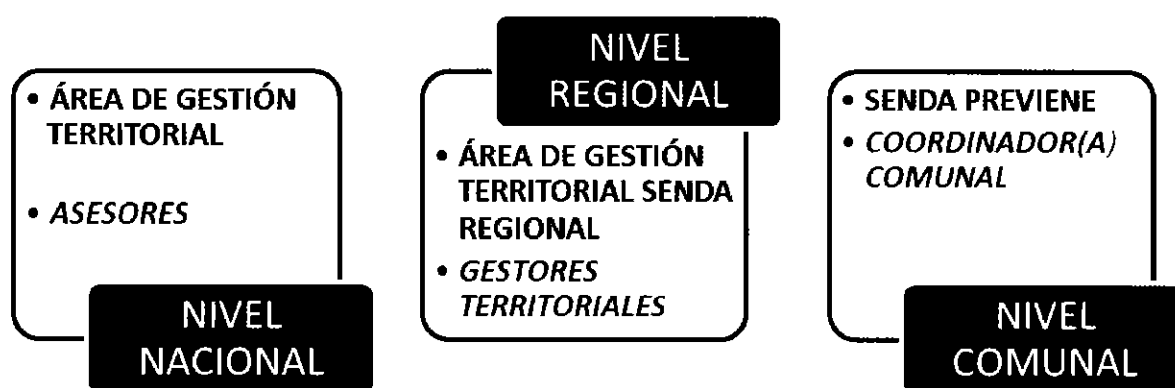 • ÁREA DE GESTIÓN
TERRITORIAL
• ASESORES
NIVEL
NACIONAL
NIVEL
REGIONAL
• ÁREA DE GESTIÓN
TERRITORIAL SENDA
REGIONAL
• GESTORES
TERRITORIALES
• SENDA PREVIENE
• COORDINADOR(A)
COMUNAL
NIVEL
COMUNAL